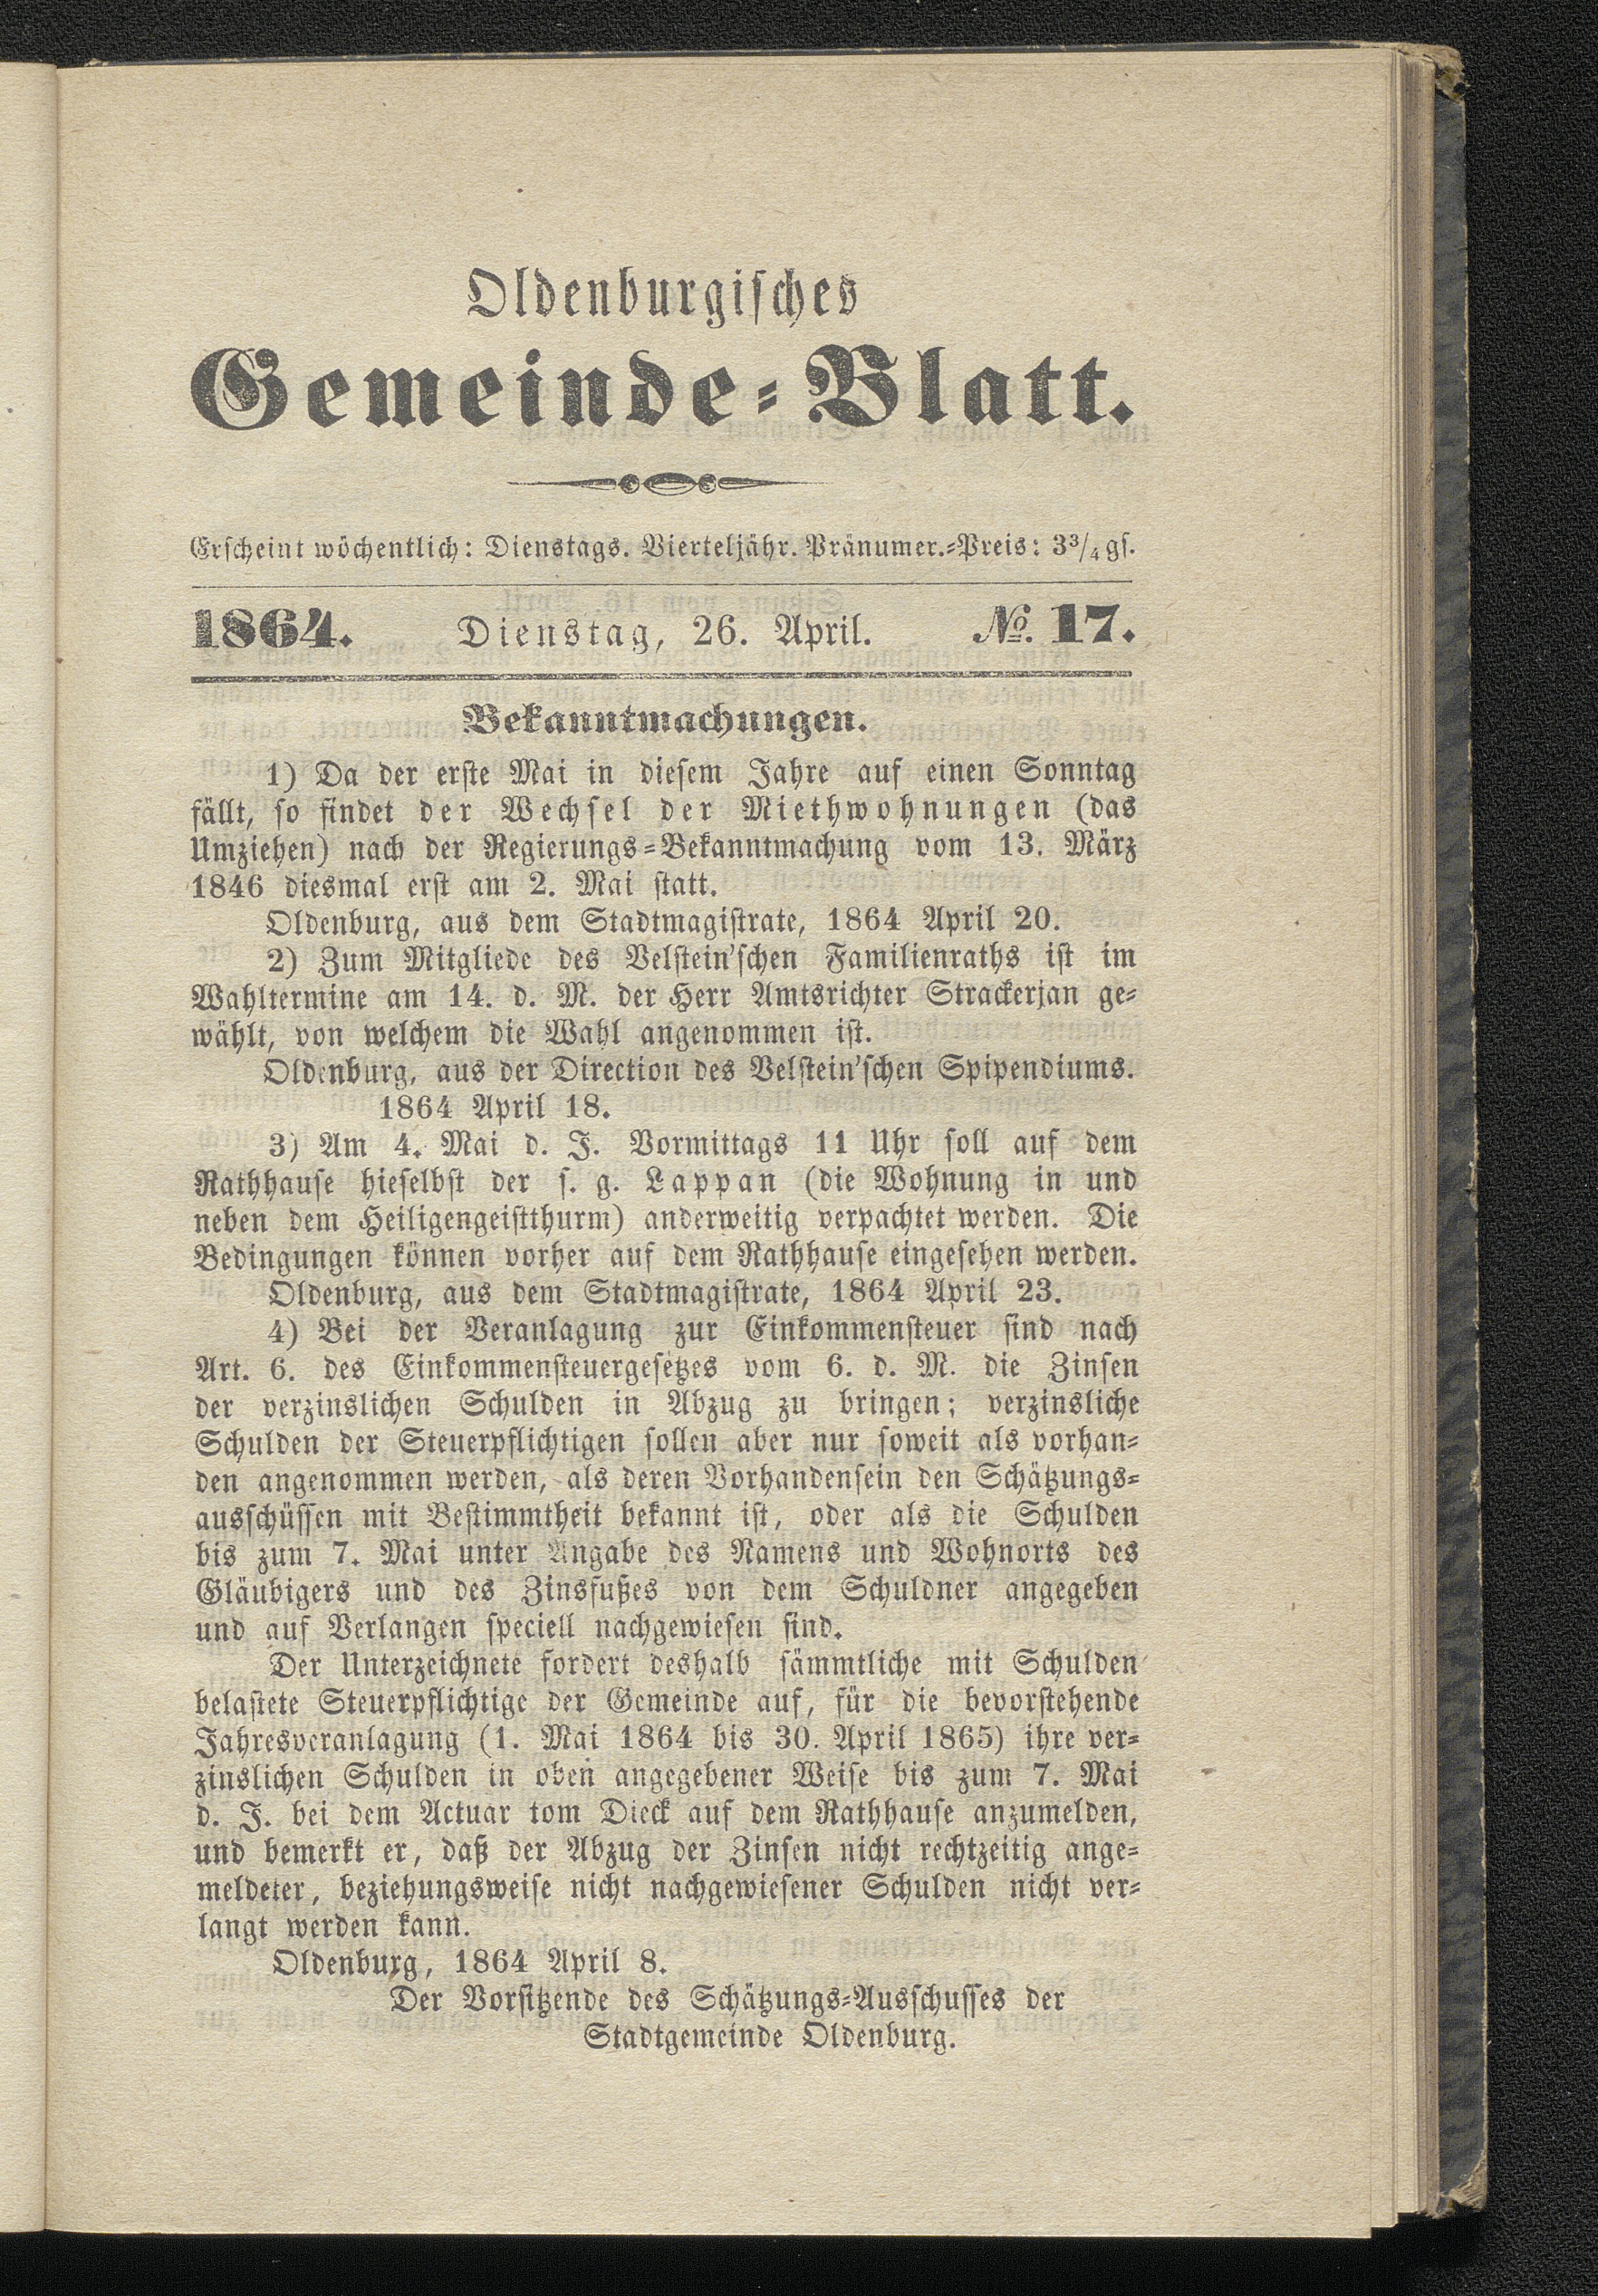 Oldenburgisches
Gemeinde-Blatt.
Erscheint wöchentlich: Dienstags. Vierteljähr. Pränumer.-Preis: 3 3/4 gs.
1864. Dienstag, 26. April. No. 17.
Bekanntmachungen.
1) Da der erste Mai in diesem Jahre auf einen Sonntag
fällt, so findet der Wechsel der Miethwohnungen (das
Umziehen) nach der Regierungs-Bekanntmachung vom 13. März
1846 diesmal erst am 2. Mai statt.
Oldenburg, aus dem Stadtmagistrate, 1864 April 20.
2) Zum Mitgliede des Velstein'schen Familienraths ist im
Wahltermine am 14. d. M. der Herr Amtsrichter Strackerjan ge-
wählt, von welchem die Wahl angenommen ist.
Oldenburg, aus der Direction des Velstein'schen Spipendiums.
1864 April 18.
3) Am 4. Mai d. J. Vormittags 11 Uhr soll auf dem
Rathhause hieselbst der s. g. Lappan (die Wohnung in und
neben dem Heiligengeistthurm) anderweitig verpachtet werden. Die
Bedingungen können vorher auf dem Rathhause eingesehen werden.
Oldenburg, aus dem Stadtmagistrate, 1864 April 23.
4) Bei der Veranlagung zur Einkommensteuer sind nach
Art. 6. des Einkommensteuergesetzes vom 6. d. M. die Zinsen
der verzinslichen Schulden in Abzug zu bringen; verzinsliche
Schulden der Steuerpflichtigen sollen aber nur soweit als vorhan-
den angenommen werden, als deren Vorhandensein den Schätzungs-
ausschüssen mit Bestimmtheit bekannt ist, oder als die Schulden
bis zum 7. Mai unter Angabe des Namens und Wohnorts des
Gläubigers und des Zinsfußes von dem Schuldner angegeben
und auf Verlangen speciell nachgewiesen sind.
Der Unterzeichnete fordert deshalb sämmtliche mit Schulden
belastete Steuerpflichtige der Gemeinde auf, für die bevorstehende
Jahresveranlagung (1. Mai 1864 bis 30. April 1865) ihre ver-
zinslichen Schulden in oben angegebener Weise bis zum 7. Mai
d. J. bei dem Actuar tom Dieck auf dem Rathhause anzumelden,
und bemerkt er, daß der Abzug der Zinsen nicht rechtzeitig ange-
meldeter, beziehungsweise nicht nachgewiesener Schulden nicht ver-
langt werden kann.
Oldenburg, 1864 April 8.
Der Vorsitzende des Schätzungs-Ausschusses der
Stadtgemeinde Oldenburg.